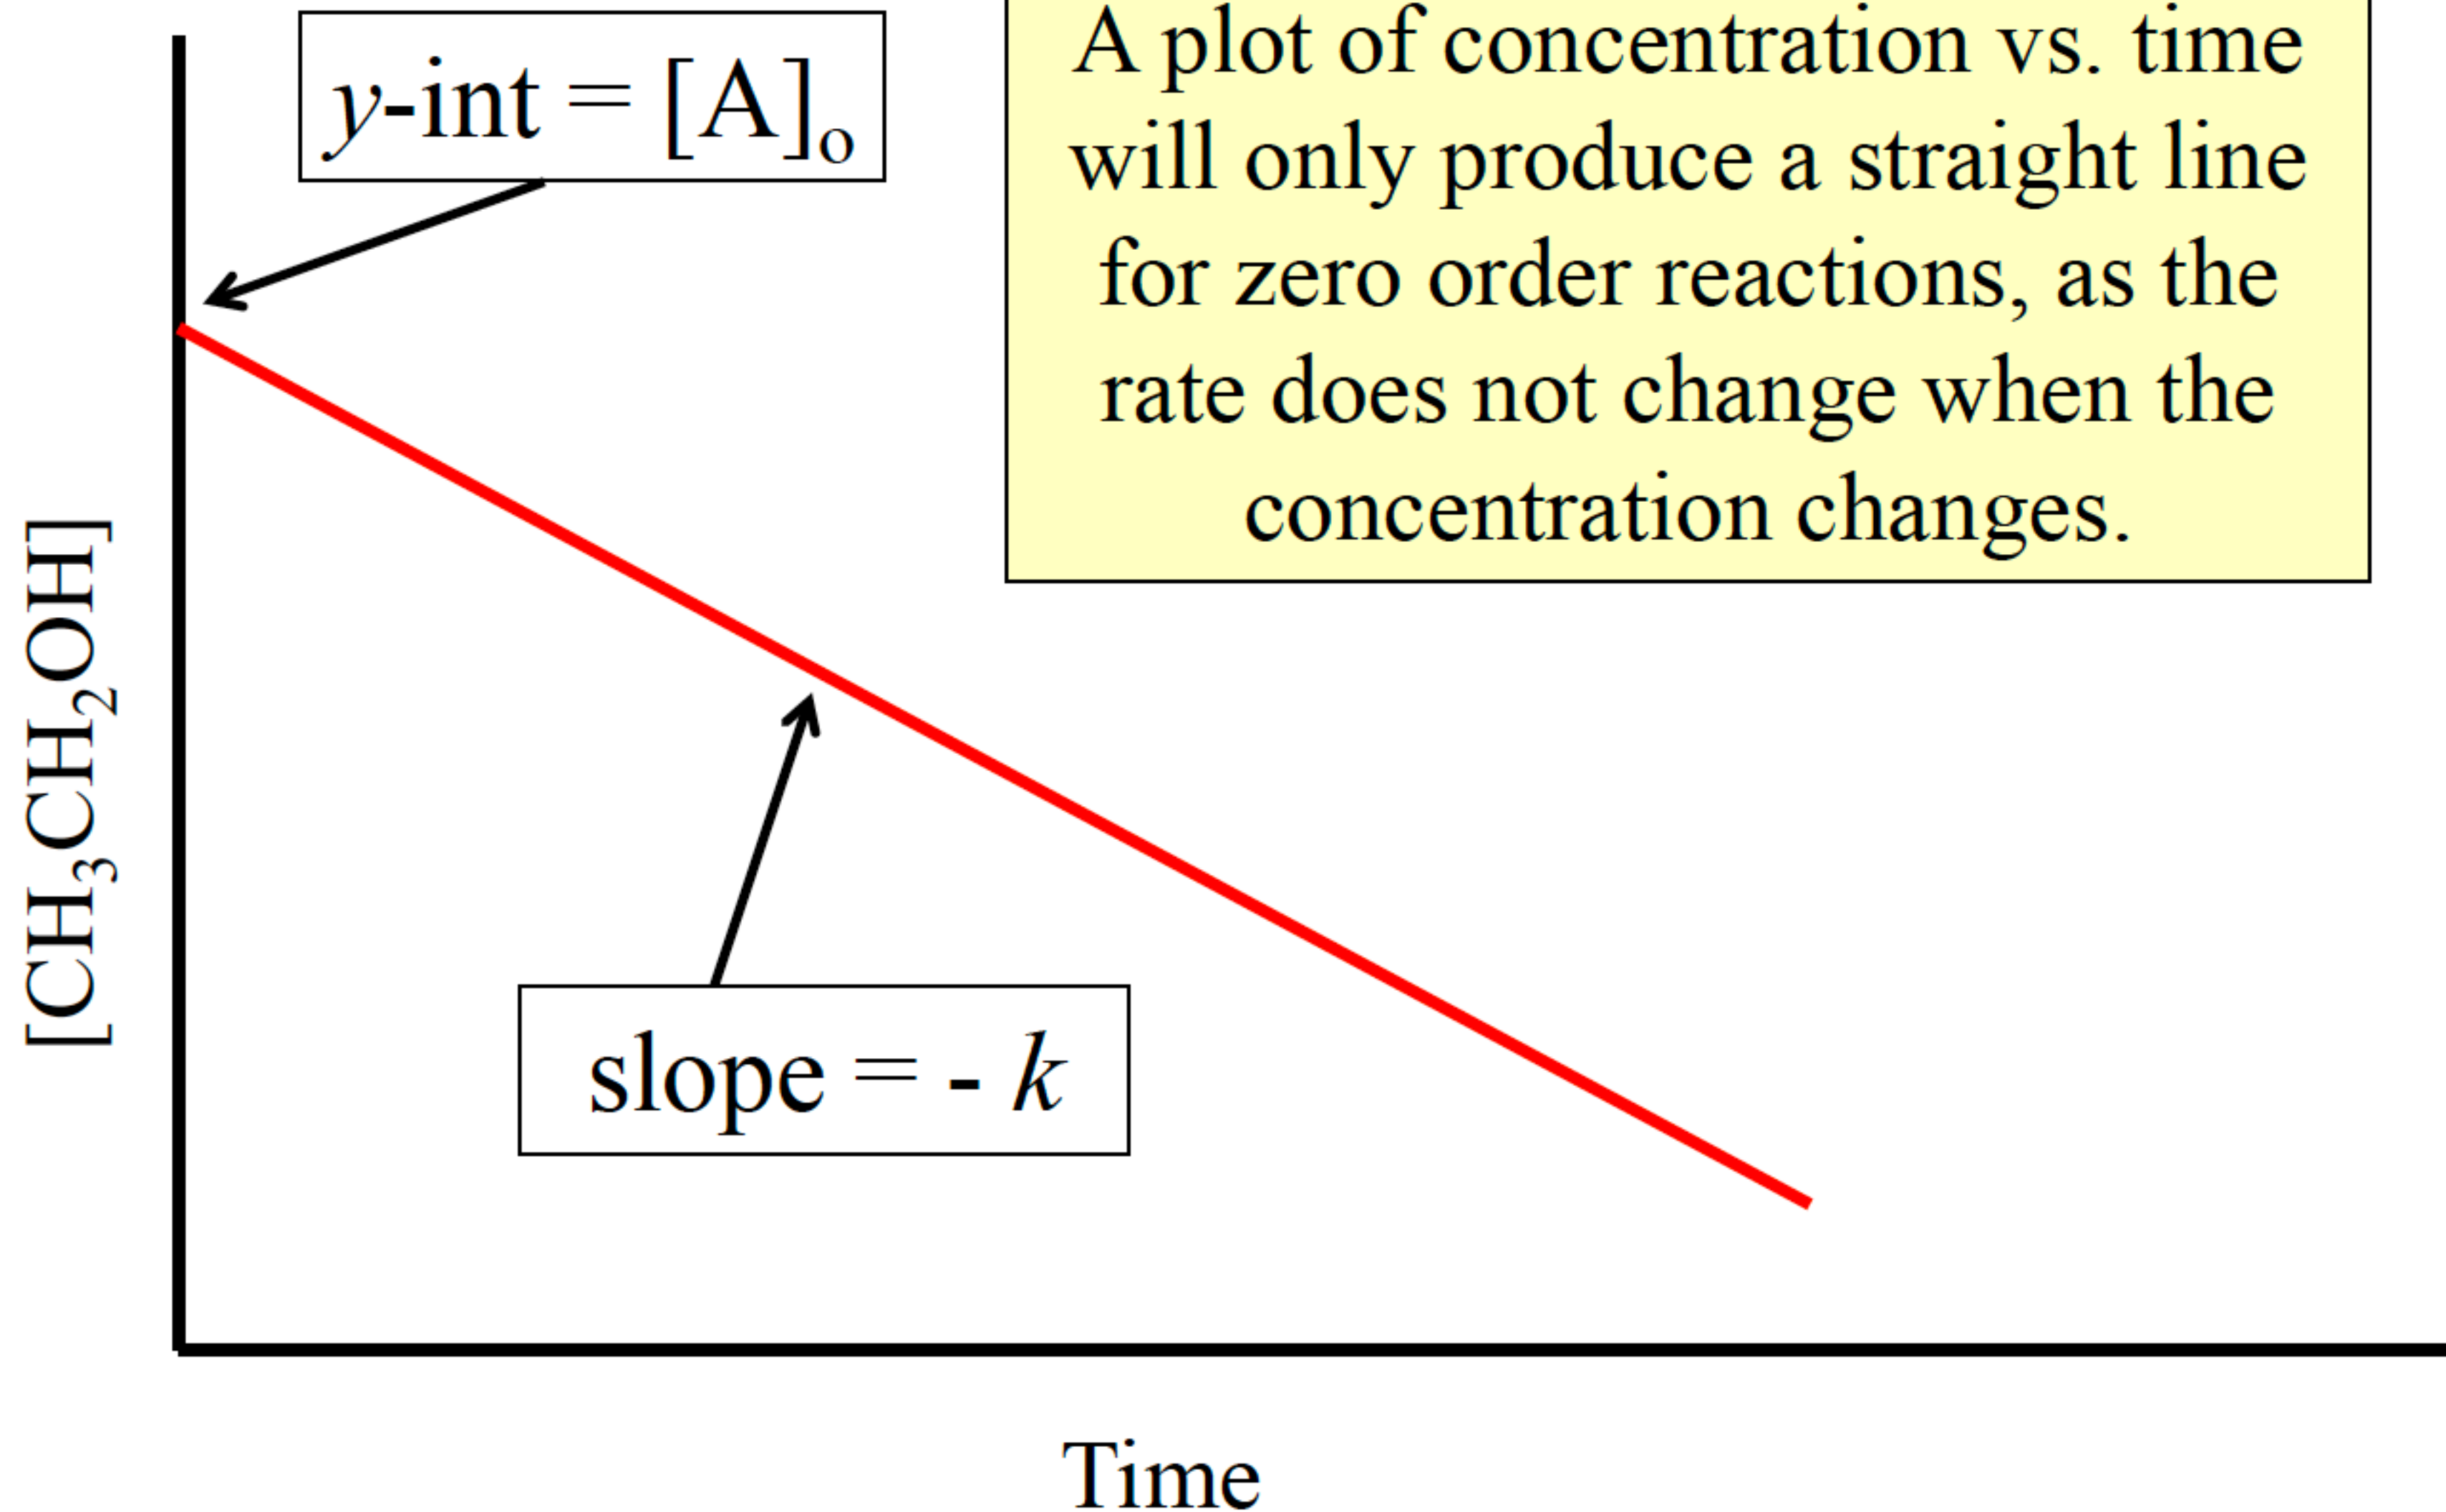 y-int = [A]o
A plot of concentration vs. time
will only produce a straight line
for zero order reactions, as the
rate does not change when the
concentration changes.
[CH3CH2OH]
slope = - k
Time